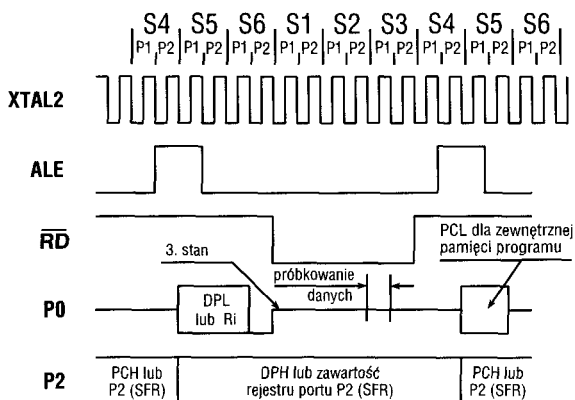 S4 S5 S6 S1 S2 S3 S4 S5 S6
P1 P2 P1 P2 P1 P2 P1 P2 P1 P2 P1 P2 P1 P2 P1 P2 P1 P2
XTAL2
ALE
RD
PCL dla zewnętrznej
pamięci programu
3. stan
próbkowanie
danych
P0
DPL
lub Ri
P2
PCH lub
P2 (SFR)
DPH lub zawartość
rejestru portu P2 (SFR)
PCH lub
P2 (SFR)